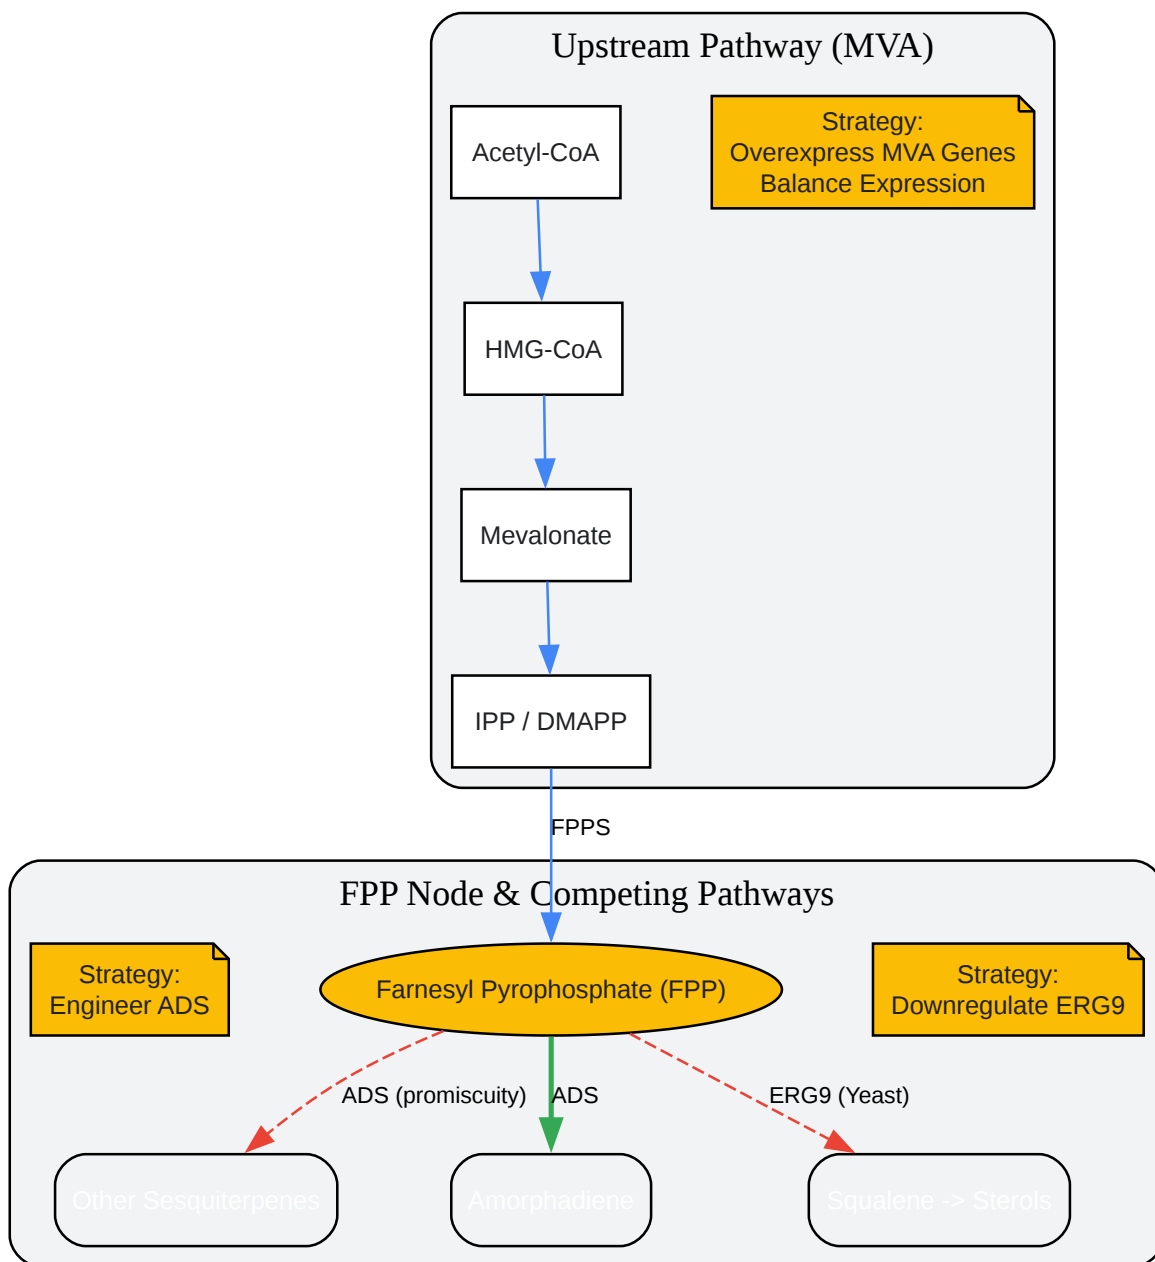 Upstream Pathway (MVA)
Acetyl-CoA
Strategy:
Overexpress MVA Genes
Balance Expression
HMG-CoA
Mevalonate
IPP / DMAPP
FPPS
FPP Node & Competing Pathways
Strategy:
Engineer ADS
Farnesyl Pyrophosphate (FPP)
Strategy:
Downregulate ERG9
ADS (promiscuity)
ADS
ERG9 (Yeast)
Other Sesquiterpenes
Amorphadiene
Squalene -> Sterols